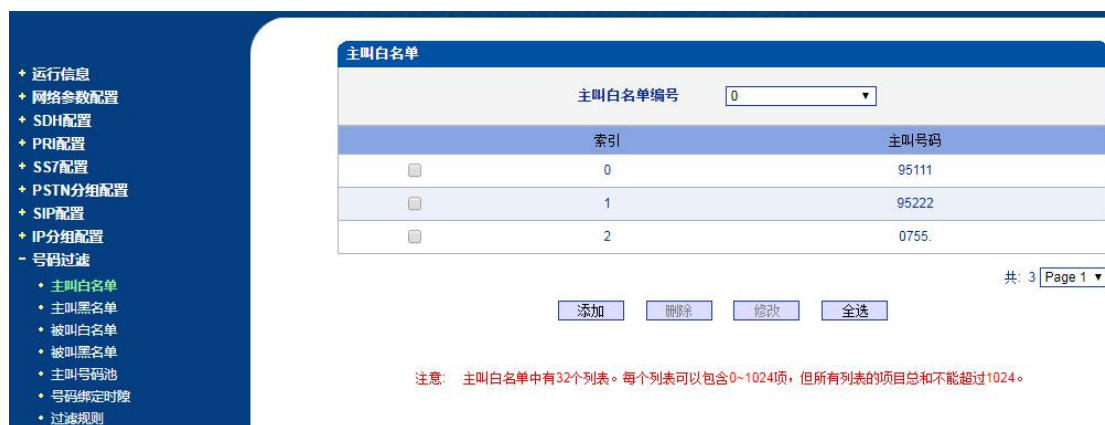 主叫白名单
+ 运行信息
+ 网络参数配置
+ SDH配置
+ PRI配置
+ SS7配置
+ PSTN分组配置
+ SIP配置
+ IP分组配置
- 号码过滤
• 主叫白名单
• 主叫黑名单
• 被叫白名单
• 被叫黑名单
• 主叫号码池
• 号码绑定时隙
• 过滤规则
主叫白名单编号 0
索引 主叫号码
0 95111
1 95222
2 0755.
共: 3 Page 1
添加 删除 修改 全选
注意: 主叫白名单中有32个列表。每个列表可以包含0~1024项，但所有列表的项目总和不能超过1024。